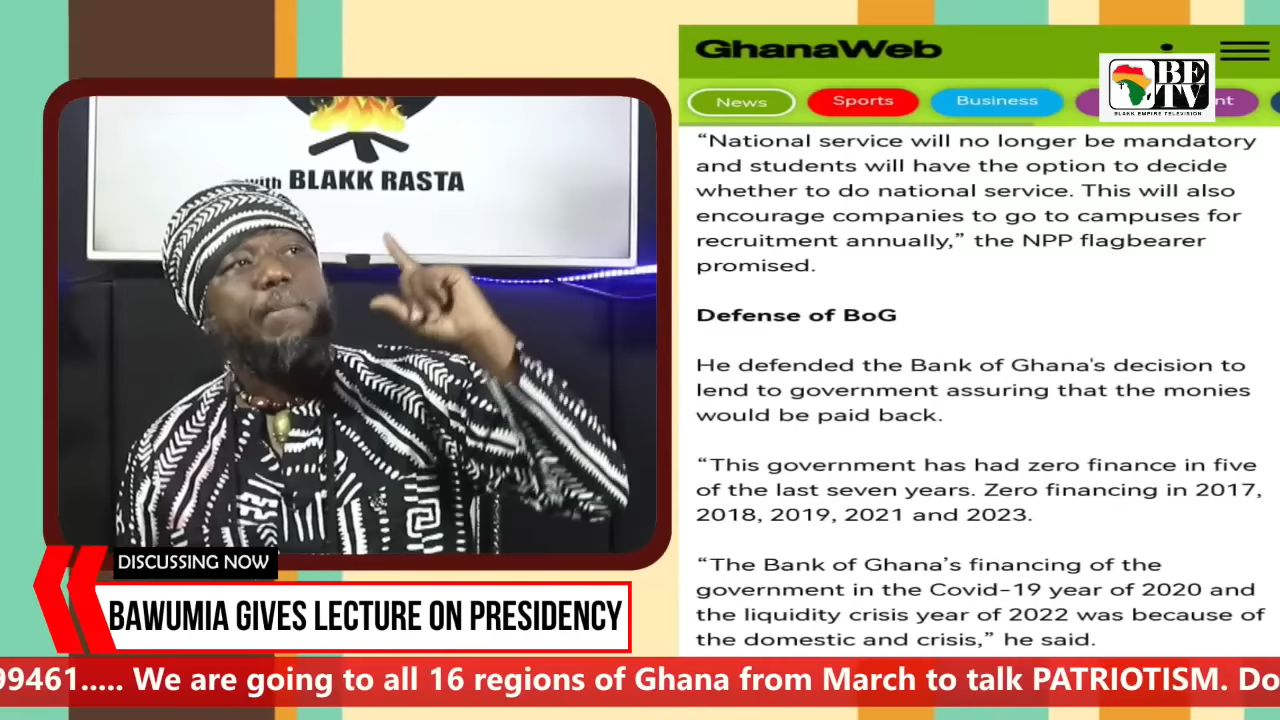 with BLAKK RASTA
DISCUSSING NOW
BAWUMIA GIVES LECTURE ON PRESIDENCY
GhanaWeb
BE
TV
BLAKK EMPIRE TELEVISION
News
Sports
Business
nt
“National service will no longer be mandatory
and students will have the option to decide
whether to do national service. This will also
encourage companies to go to campuses for
recruitment annually,” the NPP flagbearer
promised.
Defense of BoG
He defended the Bank of Ghana's decision to
lend to government assuring that the monies
would be paid back.
“This government has had zero finance in five
of the last seven years. Zero financing in 2017,
2018, 2019, 2021 and 2023.
“The Bank of Ghana’s financing of the
government in the Covid-19 year of 2020 and
the liquidity crisis year of 2022 was because of
the domestic and crisis,” he said.
99461..... We are going to all 16 regions of Ghana from March to talk PATRIOTISM. Do